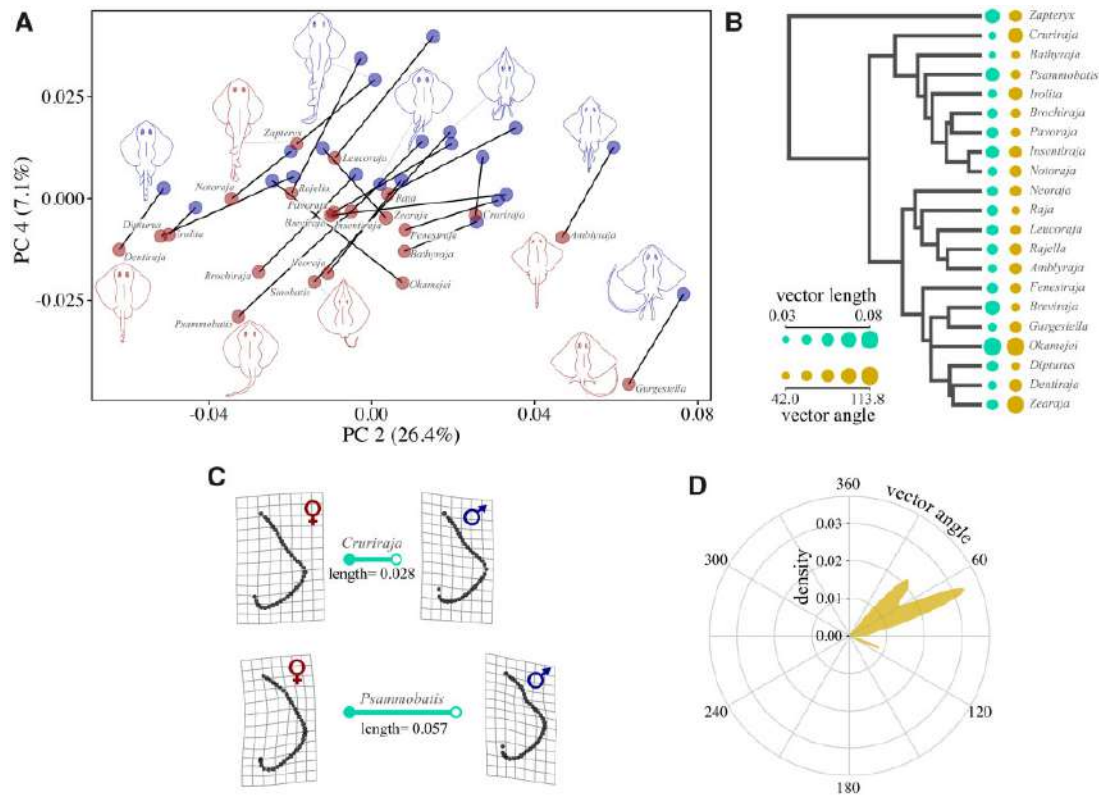 A
PC 4 (7.1%)
0.025
0.000
-0.025
-0.04
0.00
0.04
0.08
PC 2 (26.4%)
Zapteryx
Leucoraja
Notoraja
Rajella
Pavoraja
Breviraja
Insentiraja
Raja
Zearaja
Cruriraja
Fenestraja
Bathyraja
Amblyraja
Dipturus
Irolita
Dentiraja
Brochiraja
Neoraja
Sinobatis
Okamejei
Psammobatis
Gurgesiella
B
Zapteryx
Cruriraja
Bathyraja
Psammobatis
Irolita
Brochiraja
Pavoraja
Insentiraja
Notoraja
Neoraja
Raja
Leucoraja
Rajella
Amblyraja
Fenestraja
Breviraja
Gurgesiella
Okamejei
Dipturus
Dentiraja
Zearaja
vector length
0.03 0.08
42.0 113.8
vector angle
C
♀
♂
Cruriraja
length= 0.028
♀
♂
Psammobatis
length= 0.057
D
360
vector angle
60
120
180
240
300
density
0.03
0.02
0.01
0.00